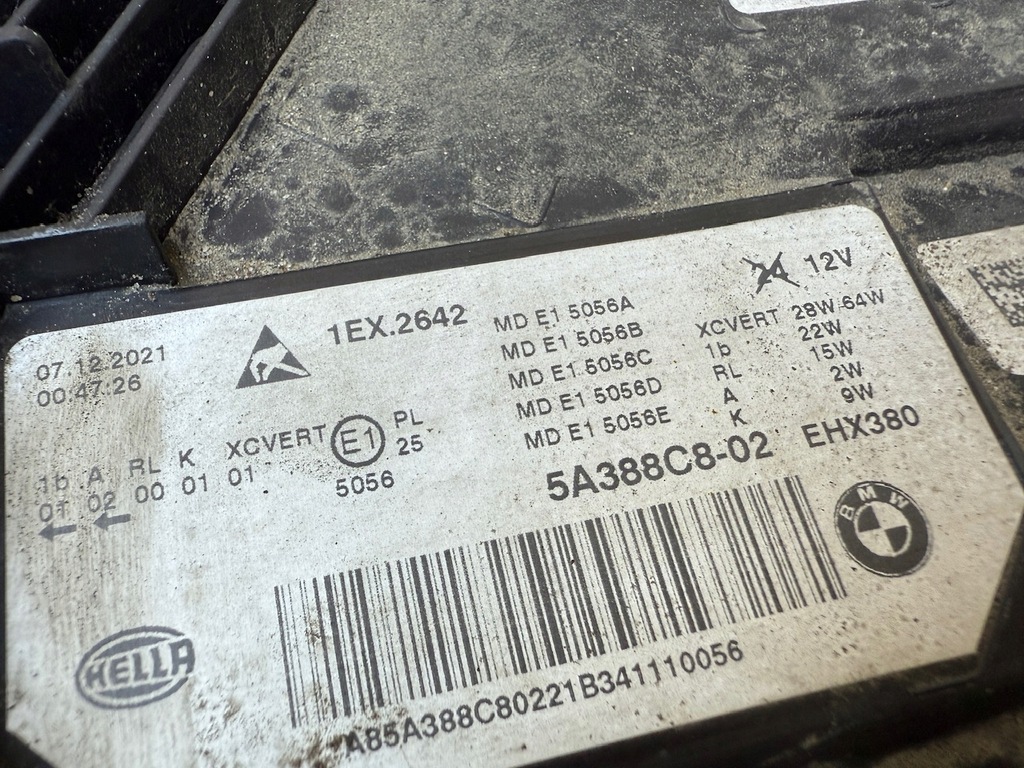 07.12.2021
00:47:26
1EX.2642
MD E1 5056A
MD E1 5056B
MD E1 5056C
MD E1 5056D
MD E1 5056E
12V
XCVERT 28W-64W
1b 22W
RL 15W
A 2W
K 9W
1b A RL K XCVERT E1 PL
01 02 00 01 01 25
5056
5A388C8-02 EHX380
BMW
HELLA
A85A388C80221B341110056